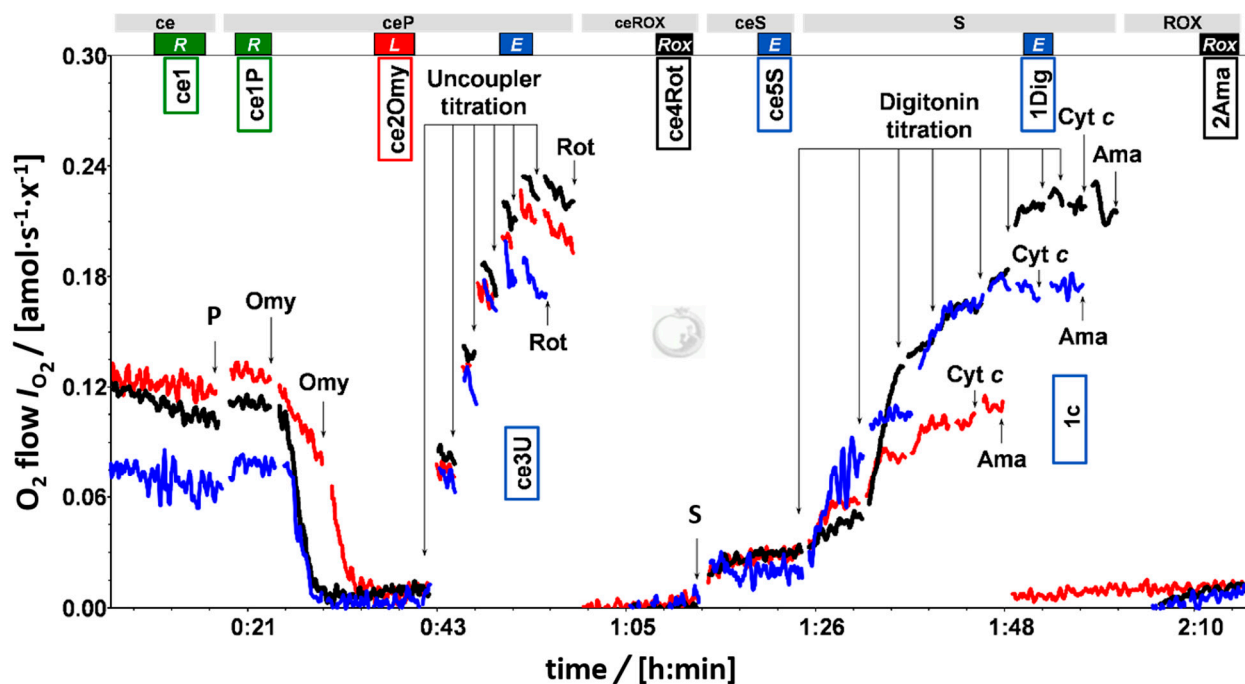 ce ceP ceROX ceS S ROX
R R L E Rox E E Rox
ce1
ce1P
ce2Omy
Uncoupler
titration
Rot
ce4Rot
ce5S
Digitonin
titration
1Dig
Cyt c
Ama
2Ama
0.30
0.24
0.18
0.12
0.06
0.00
O₂ flow I_O₂ / [amol·s⁻¹·x⁻¹]
P
Omy
Omy
Rot
ce3U
S
Cyt c
Ama
Cyt c
Ama
1c
0:21 0:43 1:05 1:26 1:48 2:10
time / [h:min]